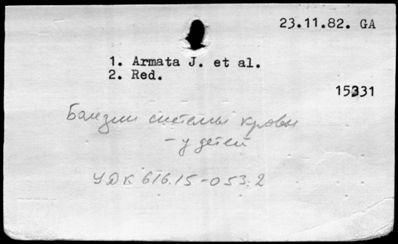 23.11.82. GA
1. Armata J. et al.
2. Red.
15331
Болезни системы крови
- у детей
УДК 616.15-053.2